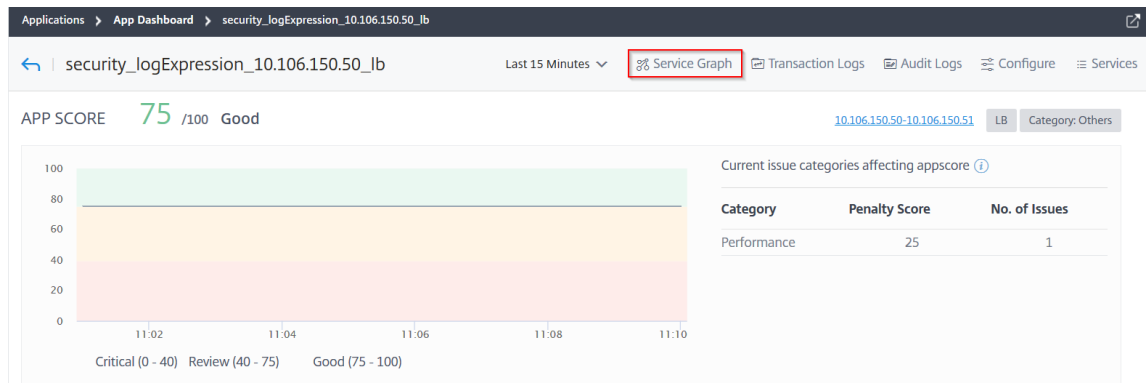 Applications > App Dashboard > security_logExpression_10.106.150.50_lb
security_logExpression_10.106.150.50_lb
Last 15 Minutes
Service Graph
Transaction Logs
Audit Logs
Configure
Services
APP SCORE 75 /100 Good
10.106.150.50-10.106.150.51
LB
Category: Others
100
80
60
40
20
0
11:02 11:04 11:06 11:08 11:10
Critical (0 - 40) Review (40 - 75) Good (75 - 100)
Current issue categories affecting appscore
Category Penalty Score No. of Issues
Performance 25 1